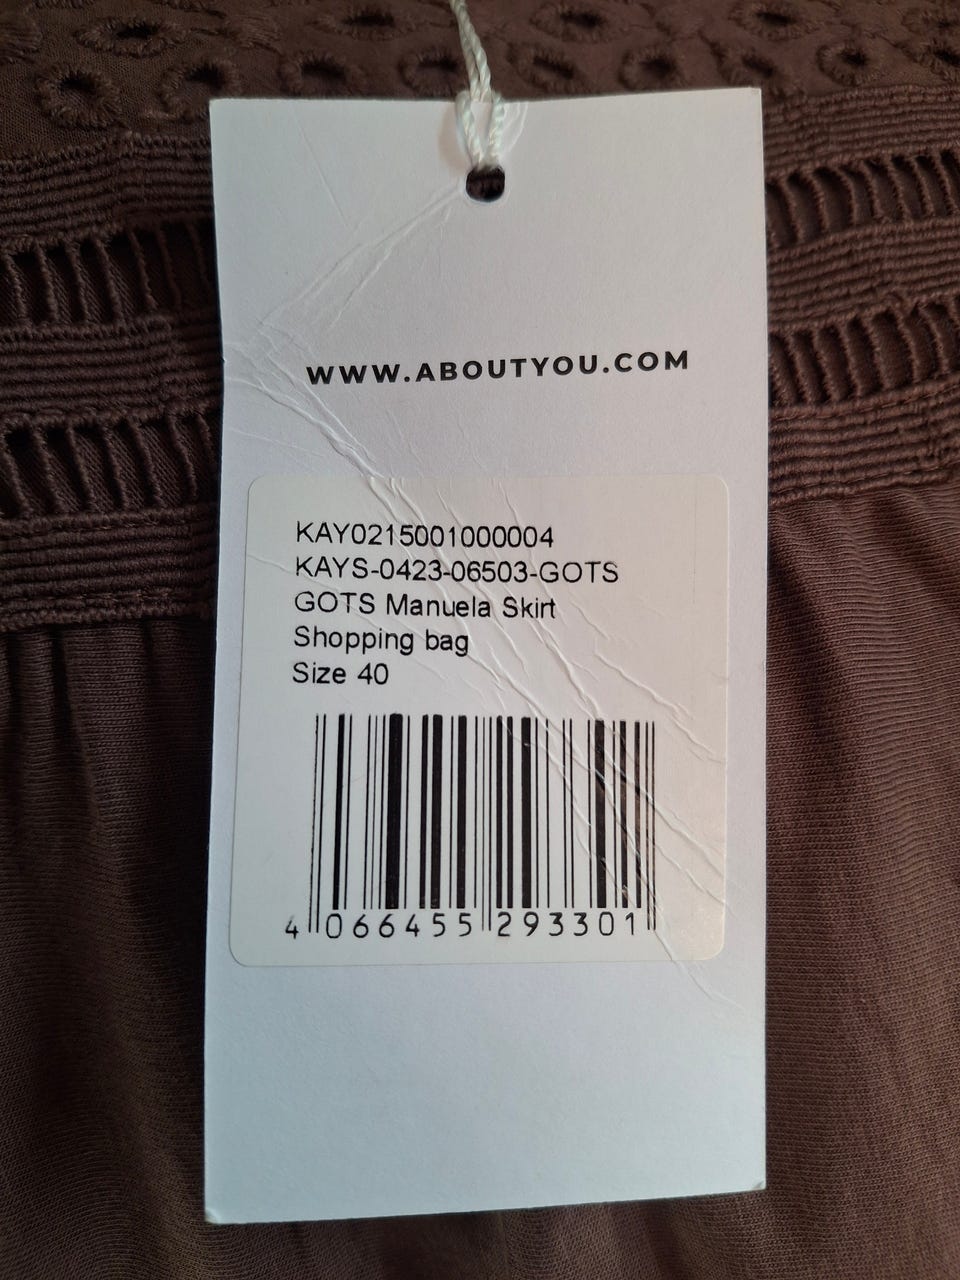 WWW.ABOUTYOU.COM
KAY0215001000004
KAYS-0423-06503-GOTS
GOTS Manuela Skirt
Shopping bag
Size 40
4 066455 293301